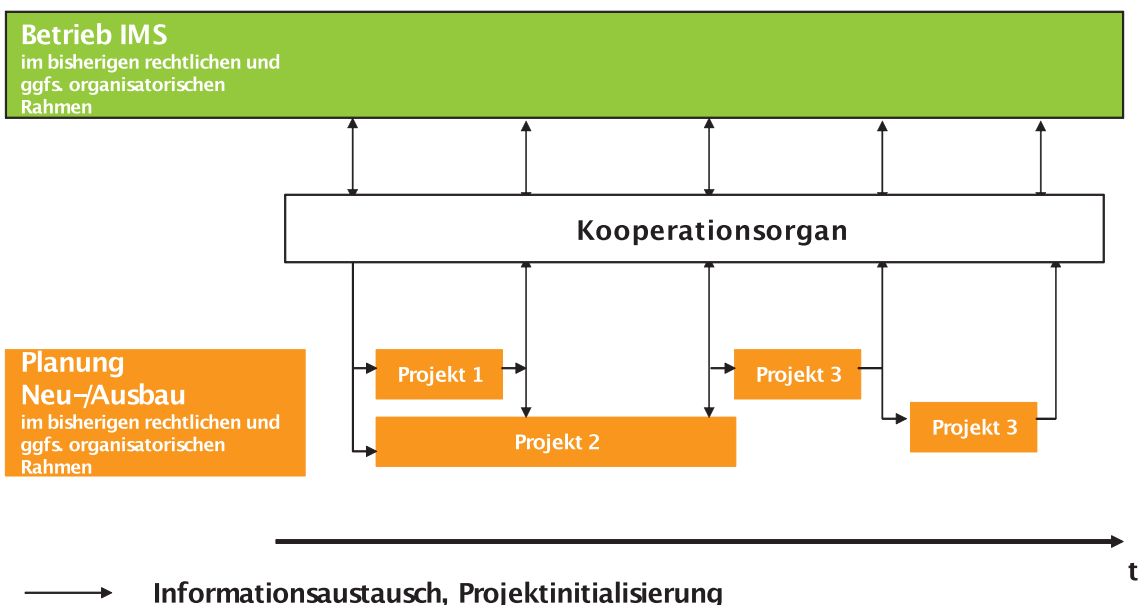 Betrieb IMS
im bisherigen rechtlichen und
ggfs. organisatorischen
Rahmen
Kooperationsorgan
Planung
Neu-/Ausbau
im bisherigen rechtlichen und
ggfs. organisatorischen
Rahmen
Projekt 1
Projekt 3
Projekt 2
Projekt 3
t
Informationsaustausch, Projektinitialisierung